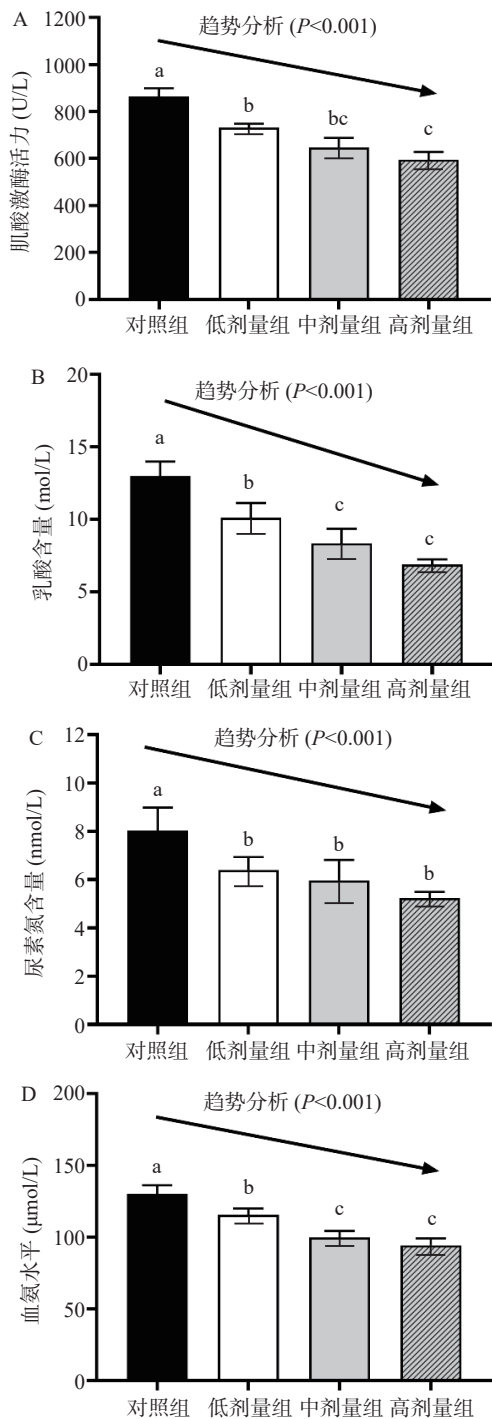 A
1200
趋势分析 (P<0.001)
1000
a
800
b
bc
c
600
400
200
0
肌酸激酶活力 (U/L)
对照组 低剂量组 中剂量组 高剂量组
B
20
趋势分析 (P<0.001)
15
a
b
10
c
c
5
0
乳酸含量 (mol/L)
对照组 低剂量组 中剂量组 高剂量组
C
12
趋势分析 (P<0.001)
10
a
8
b
b
b
6
4
2
0
尿素氮含量 (nmol/L)
对照组 低剂量组 中剂量组 高剂量组
D
200
趋势分析 (P<0.001)
150
a
b
c
c
100
50
0
血氨水平 (μmol/L)
对照组 低剂量组 中剂量组 高剂量组